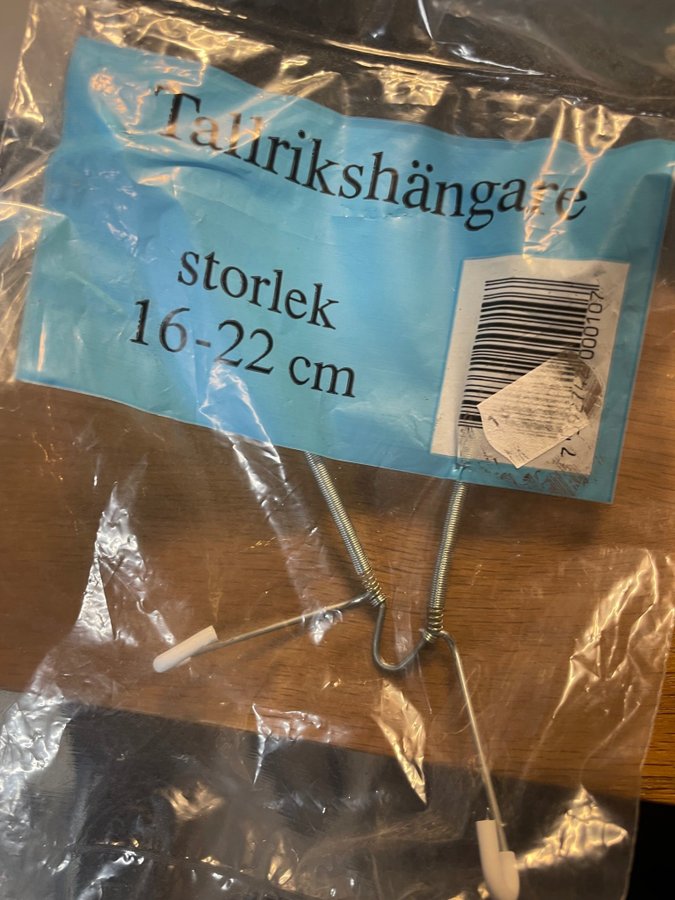 Tallrikshängare
storlek
16-22 cm